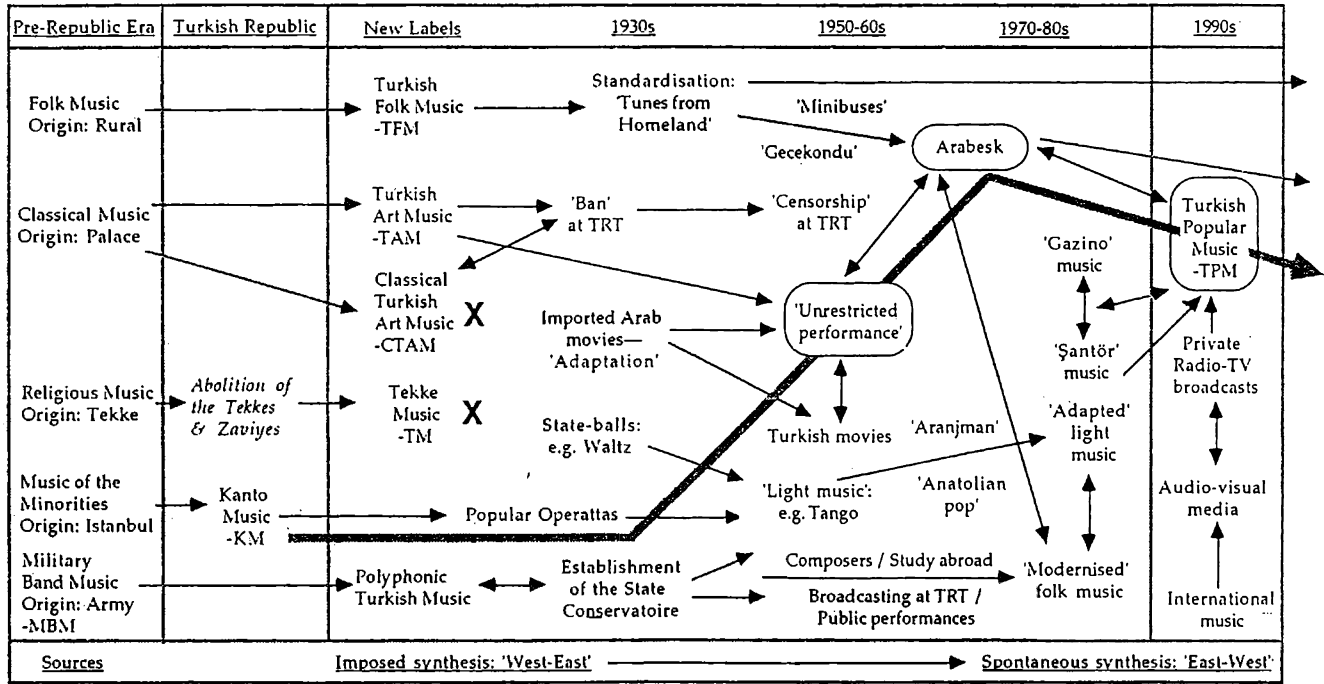 Pre-Republic Era
Turkish Republic
New Labels
1930s
1950-60s
1970-80s
1990s
Folk Music
Origin: Rural
Turkish
Folk Music
-TFM
Standardisation:
'Tunes from
Homeland'
'Minibuses'
'Gecekondu'
Arabesk
Classical Music
Origin: Palace
Turkish
Art Music
-TAM
'Ban'
at TRT
'Censorship'
at TRT
Classical
Turkish
Art Music
-CTAM
X
Imported Arab
movies—
'Adaptation'
'Unrestricted
performance'
'Gazino'
music
Turkish
Popular
Music
-TPM
'Şantör'
music
Private
Radio-TV
broadcasts
Religious Music
Origin: Tekke
Abolition of
the Tekkes
& Zaviyes
Tekke
Music
-TM
X
State-balls:
e.g. Waltz
Turkish movies
'Aranjman'
'Adapted'
light
music
Music of the
Minorities
Origin: Istanbul
Kanto
Music
-KM
Popular Operattas
'Light music':
e.g. Tango
'Anatolian
pop'
Audio-visual
media
Military
Band Music
Origin: Army
-MBM
Polyphonic
Turkish Music
Establishment
of the State
Conservatoire
Composers / Study abroad
Broadcasting at TRT /
Public performances
'Modernised'
folk music
International
music
Sources
Imposed synthesis: 'West-East'
Spontaneous synthesis: 'East-West'